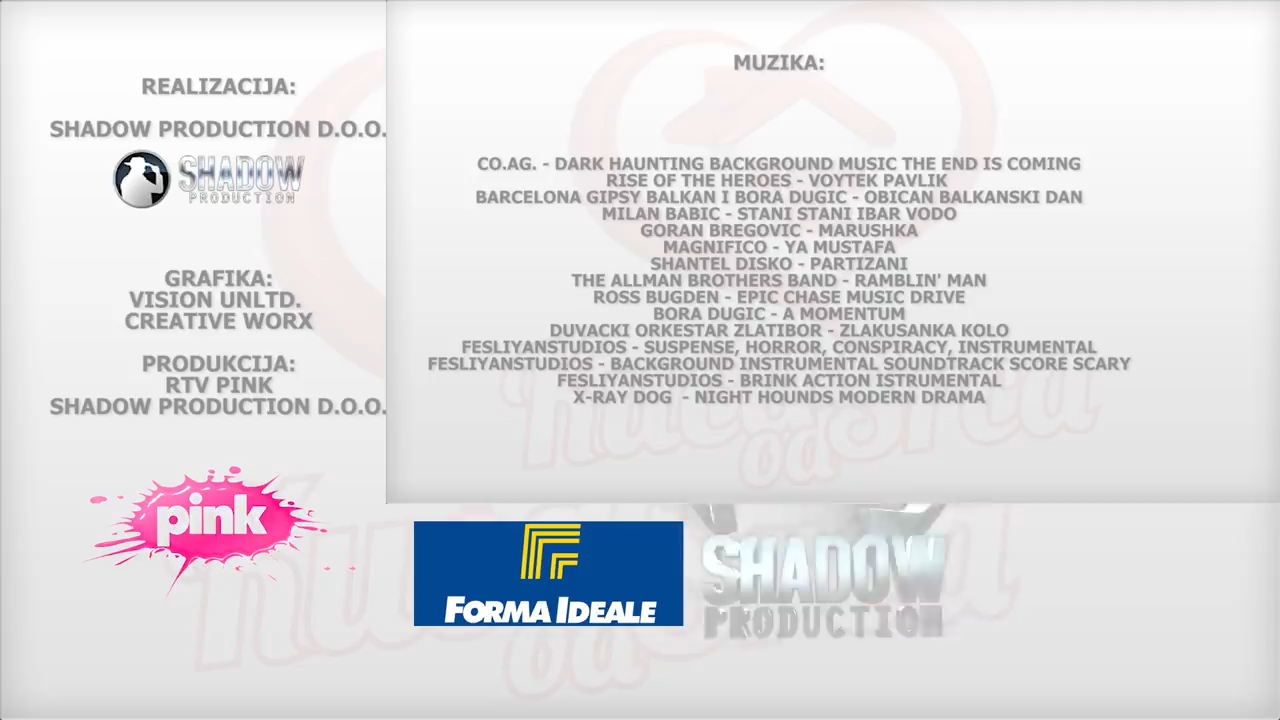 REALIZACIJA:
SHADOW PRODUCTION D.O.O.
SHADOW
PRODUCTION
GRAFIKA:
VISION UNLTD.
CREATIVE WORX
PRODUKCIJA:
RTV PINK
SHADOW PRODUCTION D.O.O.
pink
MUZIKA:
CO.AG. - DARK HAUNTING BACKGROUND MUSIC THE END IS COMING
RISE OF THE HEROES - VOYTEK PAVLIK
BARCELONA GIPSY BALKAN I BORA DUGIC - OBICAN BALKANSKI DAN
MILAN BABIC - STANI STANI IBAR VODO
GORAN BREGOVIC - MARUSHKA
MAGNIFICO - YA MUSTAFA
SHANTEL DISKO - PARTIZANI
THE ALLMAN BROTHERS BAND - RAMBLIN' MAN
ROSS BUGDEN - EPIC CHASE MUSIC DRIVE
BORA DUGIC - A MOMENTUM
DUVACKI ORKESTAR ZLATIBOR - ZLAKUSANKA KOLO
FESLIYANSTUDIOS - SUSPENSE, HORROR, CONSPIRACY, INSTRUMENTAL
FESLIYANSTUDIOS - BACKGROUND INSTRUMENTAL SOUNDTRACK SCORE SCARY
FESLIYANSTUDIOS - BRINK ACTION ISTRUMENTAL
X-RAY DOG - NIGHT HOUNDS MODERN DRAMA
Kuća od Srca
FORMA IDEALE
SHADOW
PRODUCTION